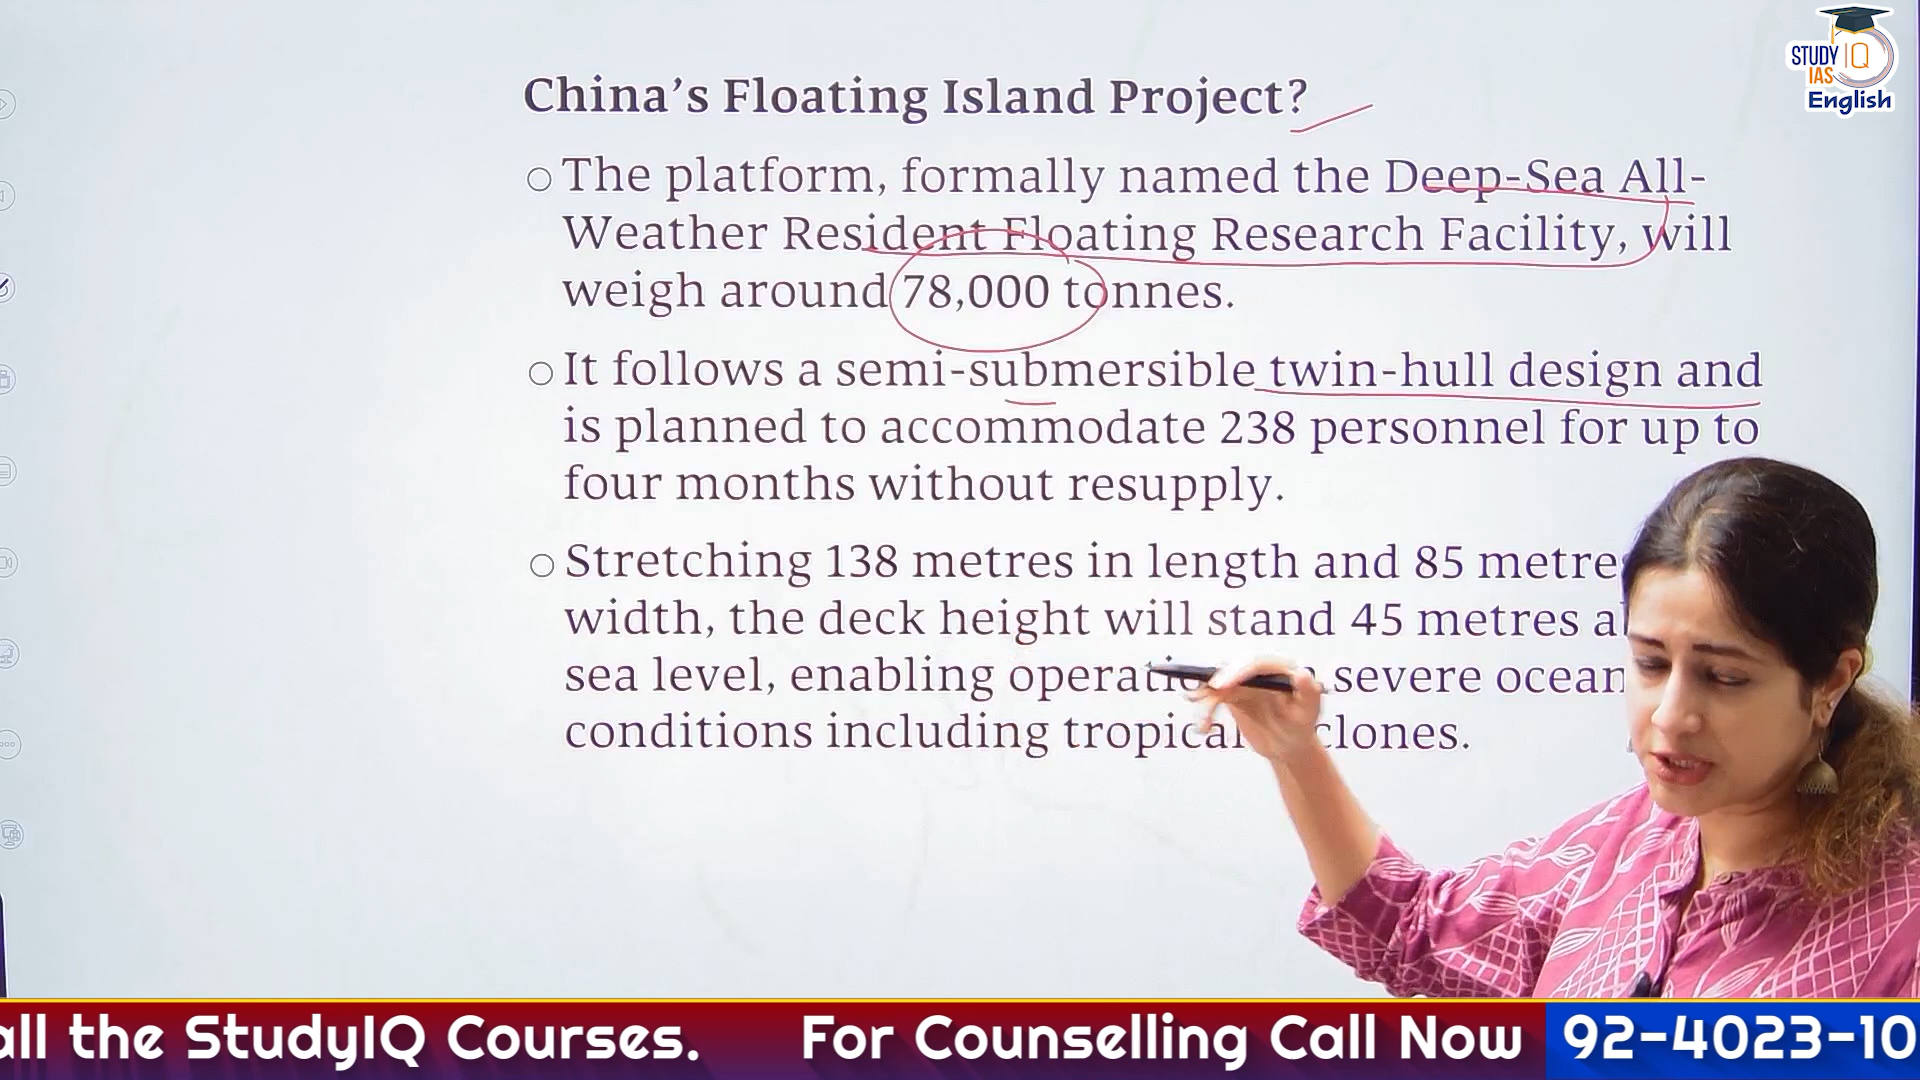 STUDY IQ
IAS
English
China's Floating Island Project?
The platform, formally named the Deep-Sea All-
Weather Resident Floating Research Facility, will
weigh around 78,000 tonnes.
It follows a semi-submersible twin-hull design and
is planned to accommodate 238 personnel for up to
four months without resupply.
Stretching 138 metres in length and 85
width, the deck height will stand 45 metres
sea level, enabling severe ocean
conditions including
all the StudyIQ Courses. For Counselling Call Now 92-4023-10